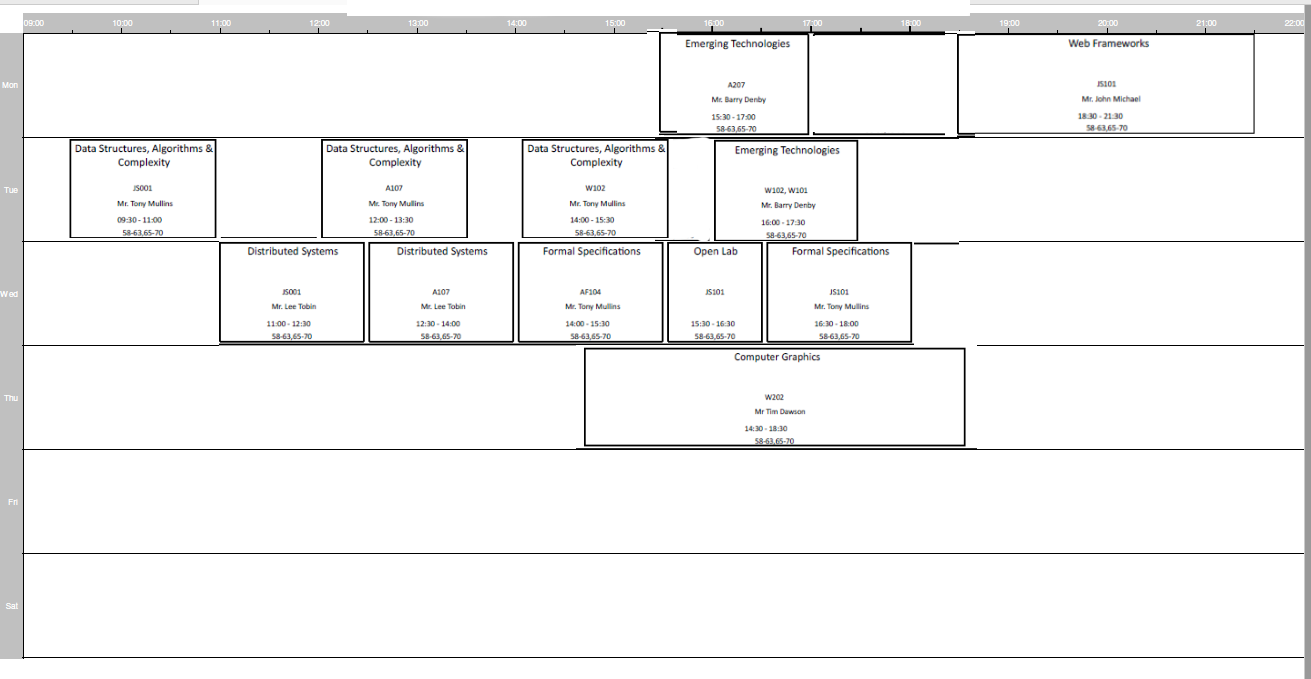 09:00 10:00 11:00 12:00 13:00 14:00 15:00 16:00 17:00 18:00 19:00 20:00 21:00 22:00
Mon
Emerging Technologies
A207
Mr. Barry Denby
15:30 - 17:00
58-63,65-70
Web Frameworks
JS101
Mr. John Michael
18:30 - 21:30
58-63,65-70
Tue
Data Structures, Algorithms &
Complexity
JS001
Mr. Tony Mullins
09:30 - 11:00
58-63,65-70
Data Structures, Algorithms &
Complexity
A107
Mr. Tony Mullins
12:00 - 13:30
58-63,65-70
Data Structures, Algorithms &
Complexity
W102
Mr. Tony Mullins
14:00 - 15:30
58-63,65-70
Emerging Technologies
W102, W101
Mr. Barry Denby
16:00 - 17:30
58-63,65-70
Wed
Distributed Systems
JS001
Mr. Lee Tobin
11:00 - 12:30
58-63,65-70
Distributed Systems
A107
Mr. Lee Tobin
12:30 - 14:00
58-63,65-70
Formal Specifications
AF104
Mr. Tony Mullins
14:00 - 15:30
58-63,65-70
Open Lab
JS101
15:30 - 16:30
58-63,65-70
Formal Specifications
JS101
Mr. Tony Mullins
16:30 - 18:00
58-63,65-70
Thu
Computer Graphics
W202
Mr Tim Dawson
14:30 - 18:30
58-63,65-70
Fri
Sat